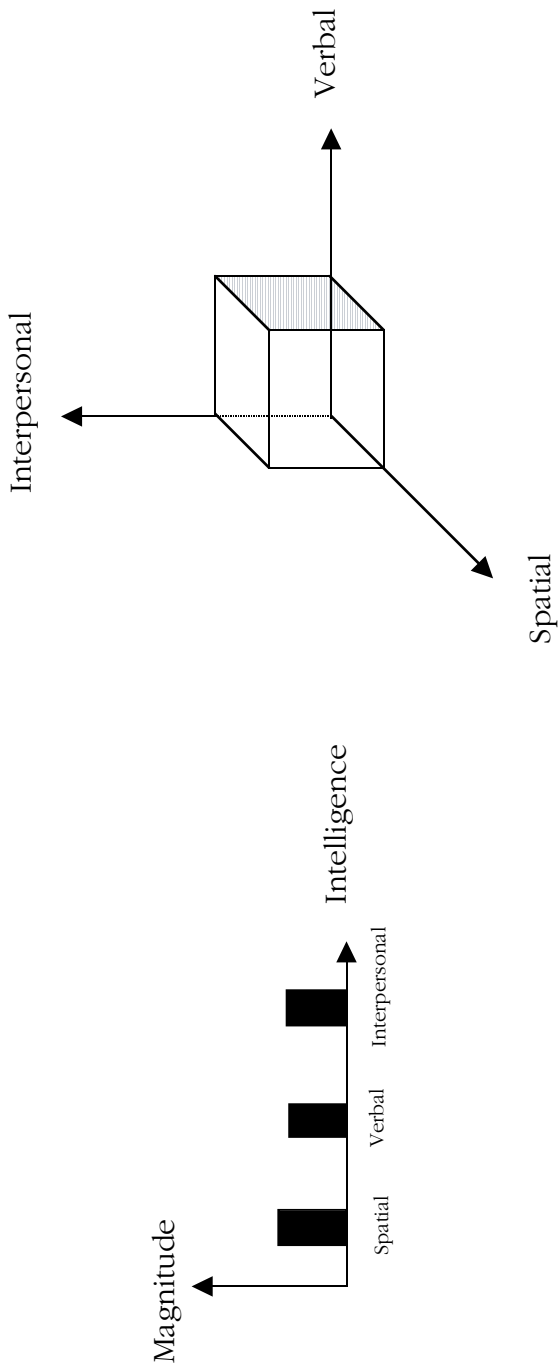 Magnitude
Spatial
Verbal
Interpersonal
Intelligence
Interpersonal
Verbal
Spatial